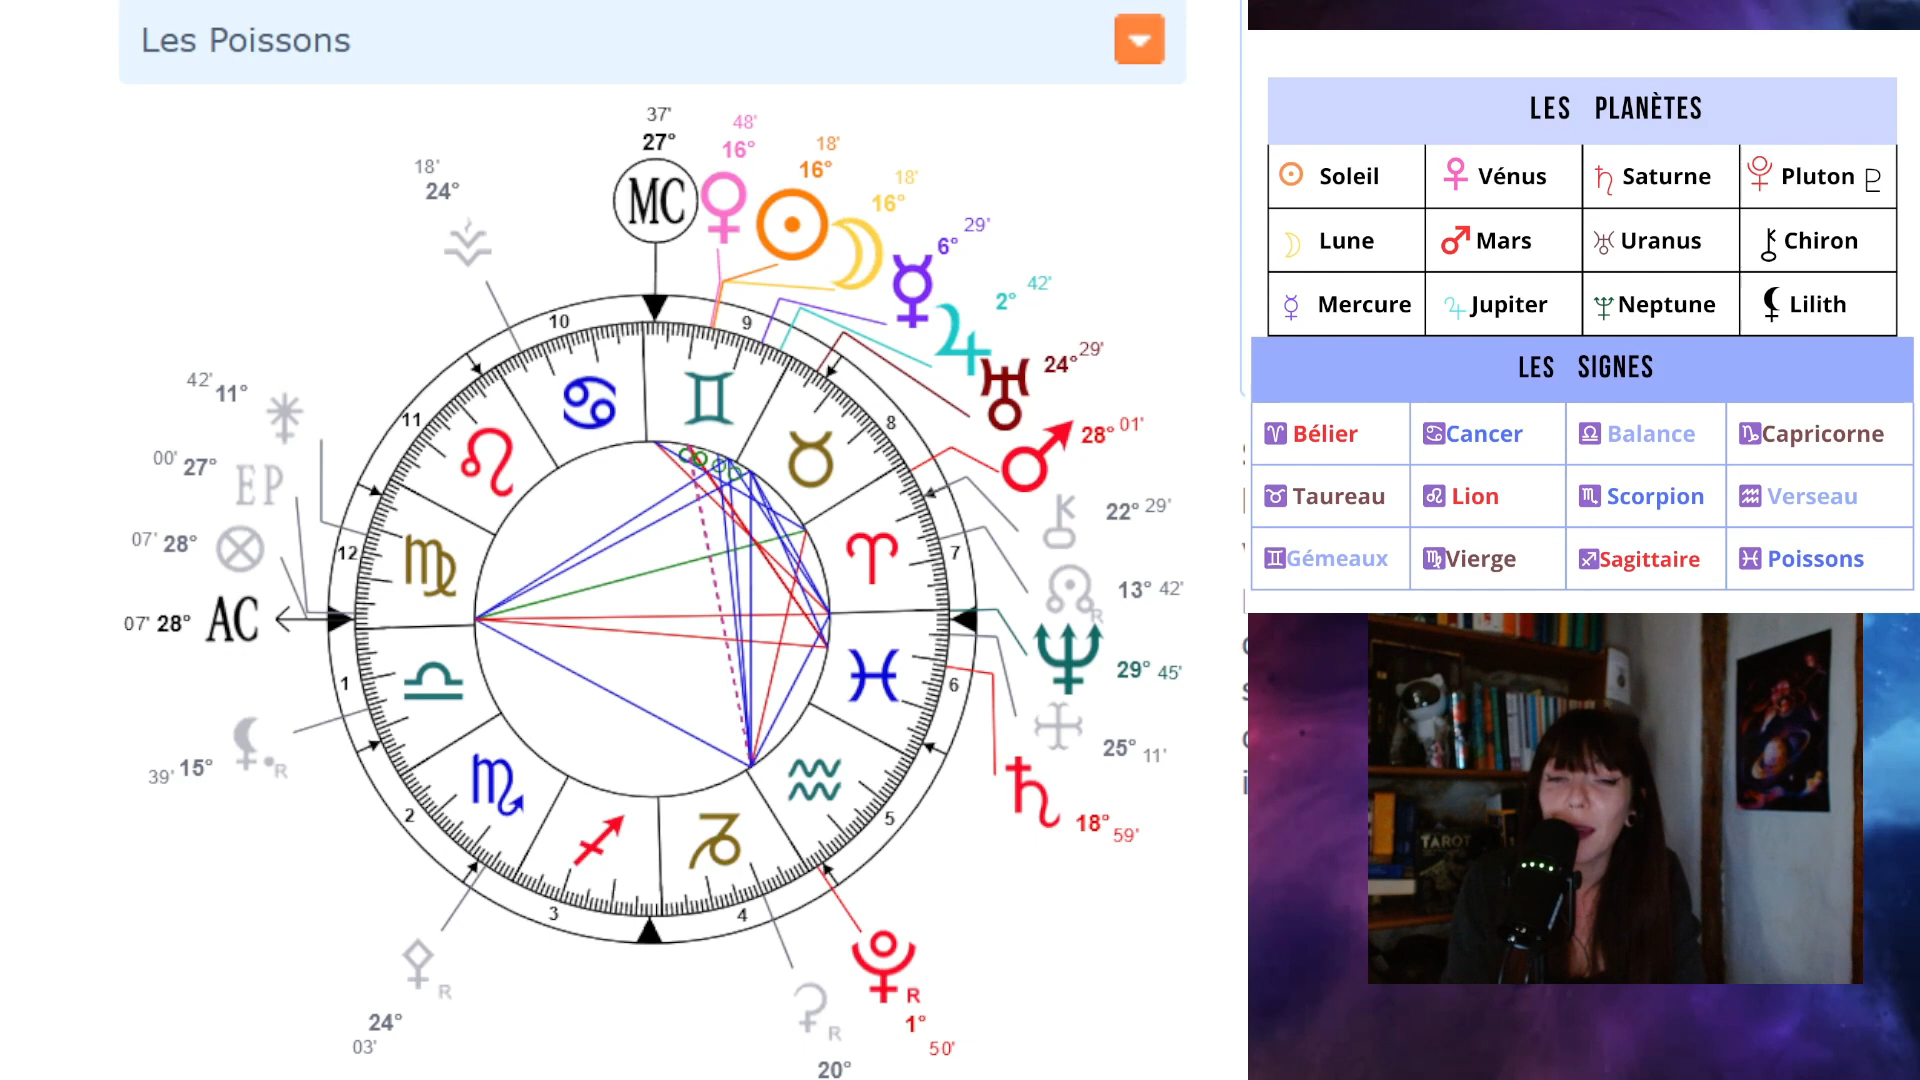 Les Poissons
37'
27°
MC
48'
16°
18'
16°
18'
16°
29'
6°
42'
2°
29'
24°
01'
28°
22° 29'
13° 42'
R
29° 45'
25° 11'
18° 59'
R
1°
50'
R
20°
R
24°
03'
39' 15°
R
07' 28°
AC
07' 28°
00' 27°
EP
42' 11°
18'
24°
10
9
11
8
12
7
1
6
2
5
3
4
LES PLANÈTES
Soleil Vénus Saturne Pluton
Lune Mars Uranus Chiron
Mercure Jupiter Neptune Lilith
LES SIGNES
Bélier Cancer Balance Capricorne
Taureau Lion Scorpion Verseau
Gémeaux Vierge Sagittaire Poissons
TAROT